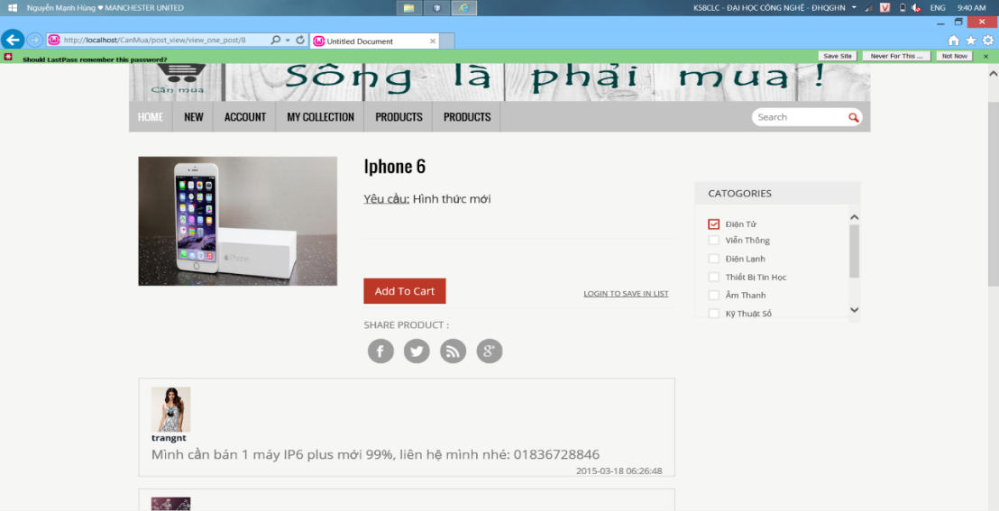 Nguyễn Mạnh Hùng ♥ MANCHESTER UNITED
K58CLC - ĐẠI HỌC CÔNG NGHỆ - ĐHQGHN
V
ENG
9:40 AM
http://localhost/CanMua/post_view/view_one_post/8
Untitled Document
Should LastPass remember this password?
Save Site
Never For This ...
Not Now
Cần mua
Sông là phải mua !
HOME
NEW
ACCOUNT
MY COLLECTION
PRODUCTS
PRODUCTS
Search
Iphone 6
Yêu cầu: Hình thức mới
Add To Cart
LOGIN TO SAVE IN LIST
SHARE PRODUCT :
CATOGORIES
Điện Tử
Viễn Thông
Điện Lạnh
Thiết Bị Tin Học
Âm Thanh
Kỹ Thuật Số
iPhone
trangnt
Mình cần bán 1 máy IP6 plus mới 99%, liên hệ mình nhé: 01836728846
2015-03-18 06:26:48